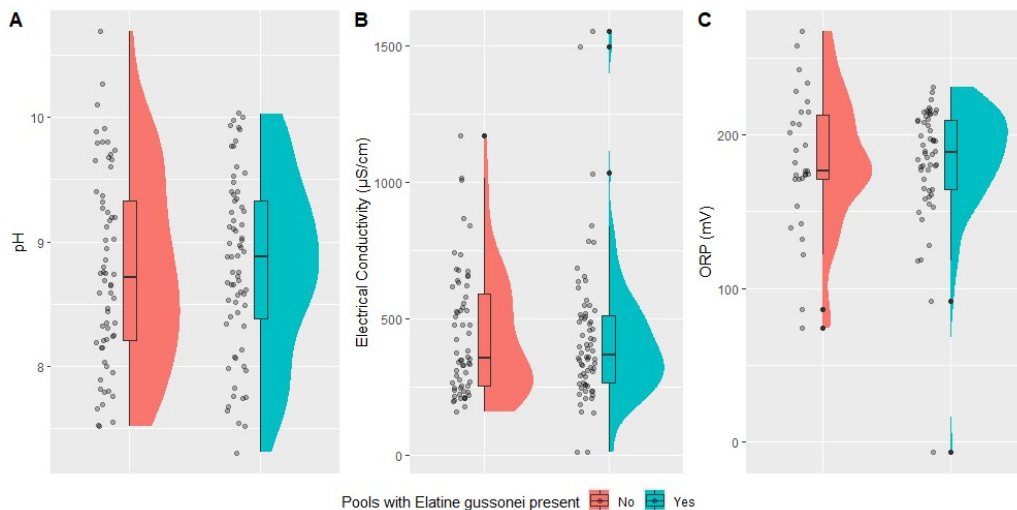 A
B
C
pH
10
9
8
Electrical Conductivity (µS/cm)
1500
1000
500
0
ORP (mV)
200
100
0
Pools with Elatine gussonei present No Yes